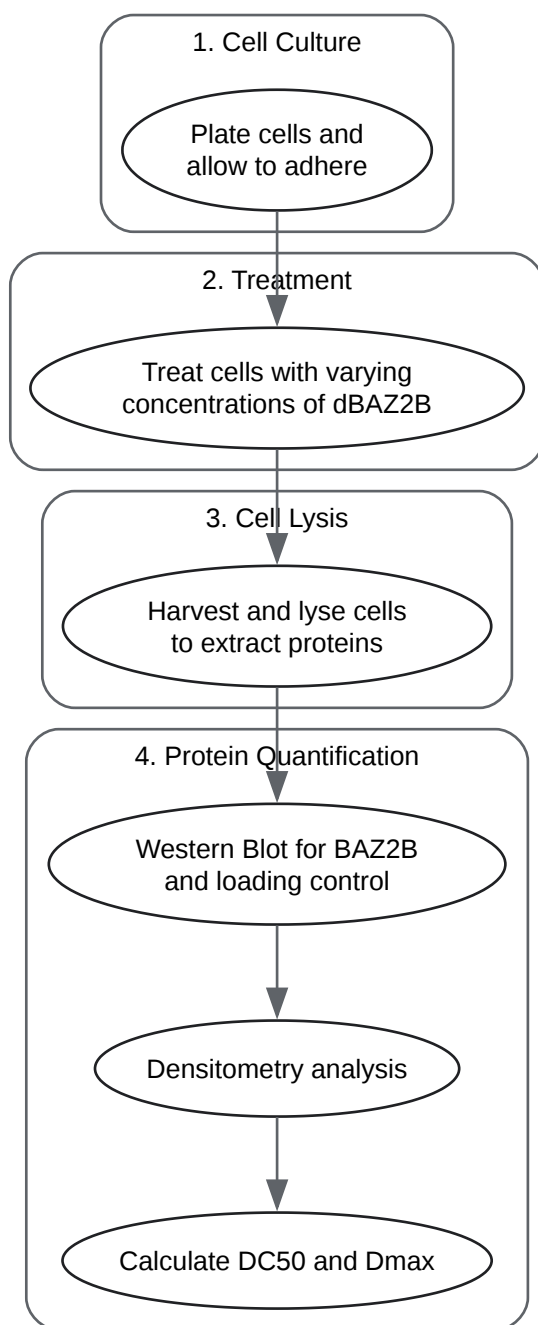 1. Cell Culture
Plate cells and
allow to adhere
2. Treatment
Treat cells with varying
concentrations of dBAZ2B
3. Cell Lysis
Harvest and lyse cells
to extract proteins
4. Protein Quantification
Western Blot for BAZ2B
and loading control
Densitometry analysis
Calculate DC50 and Dmax